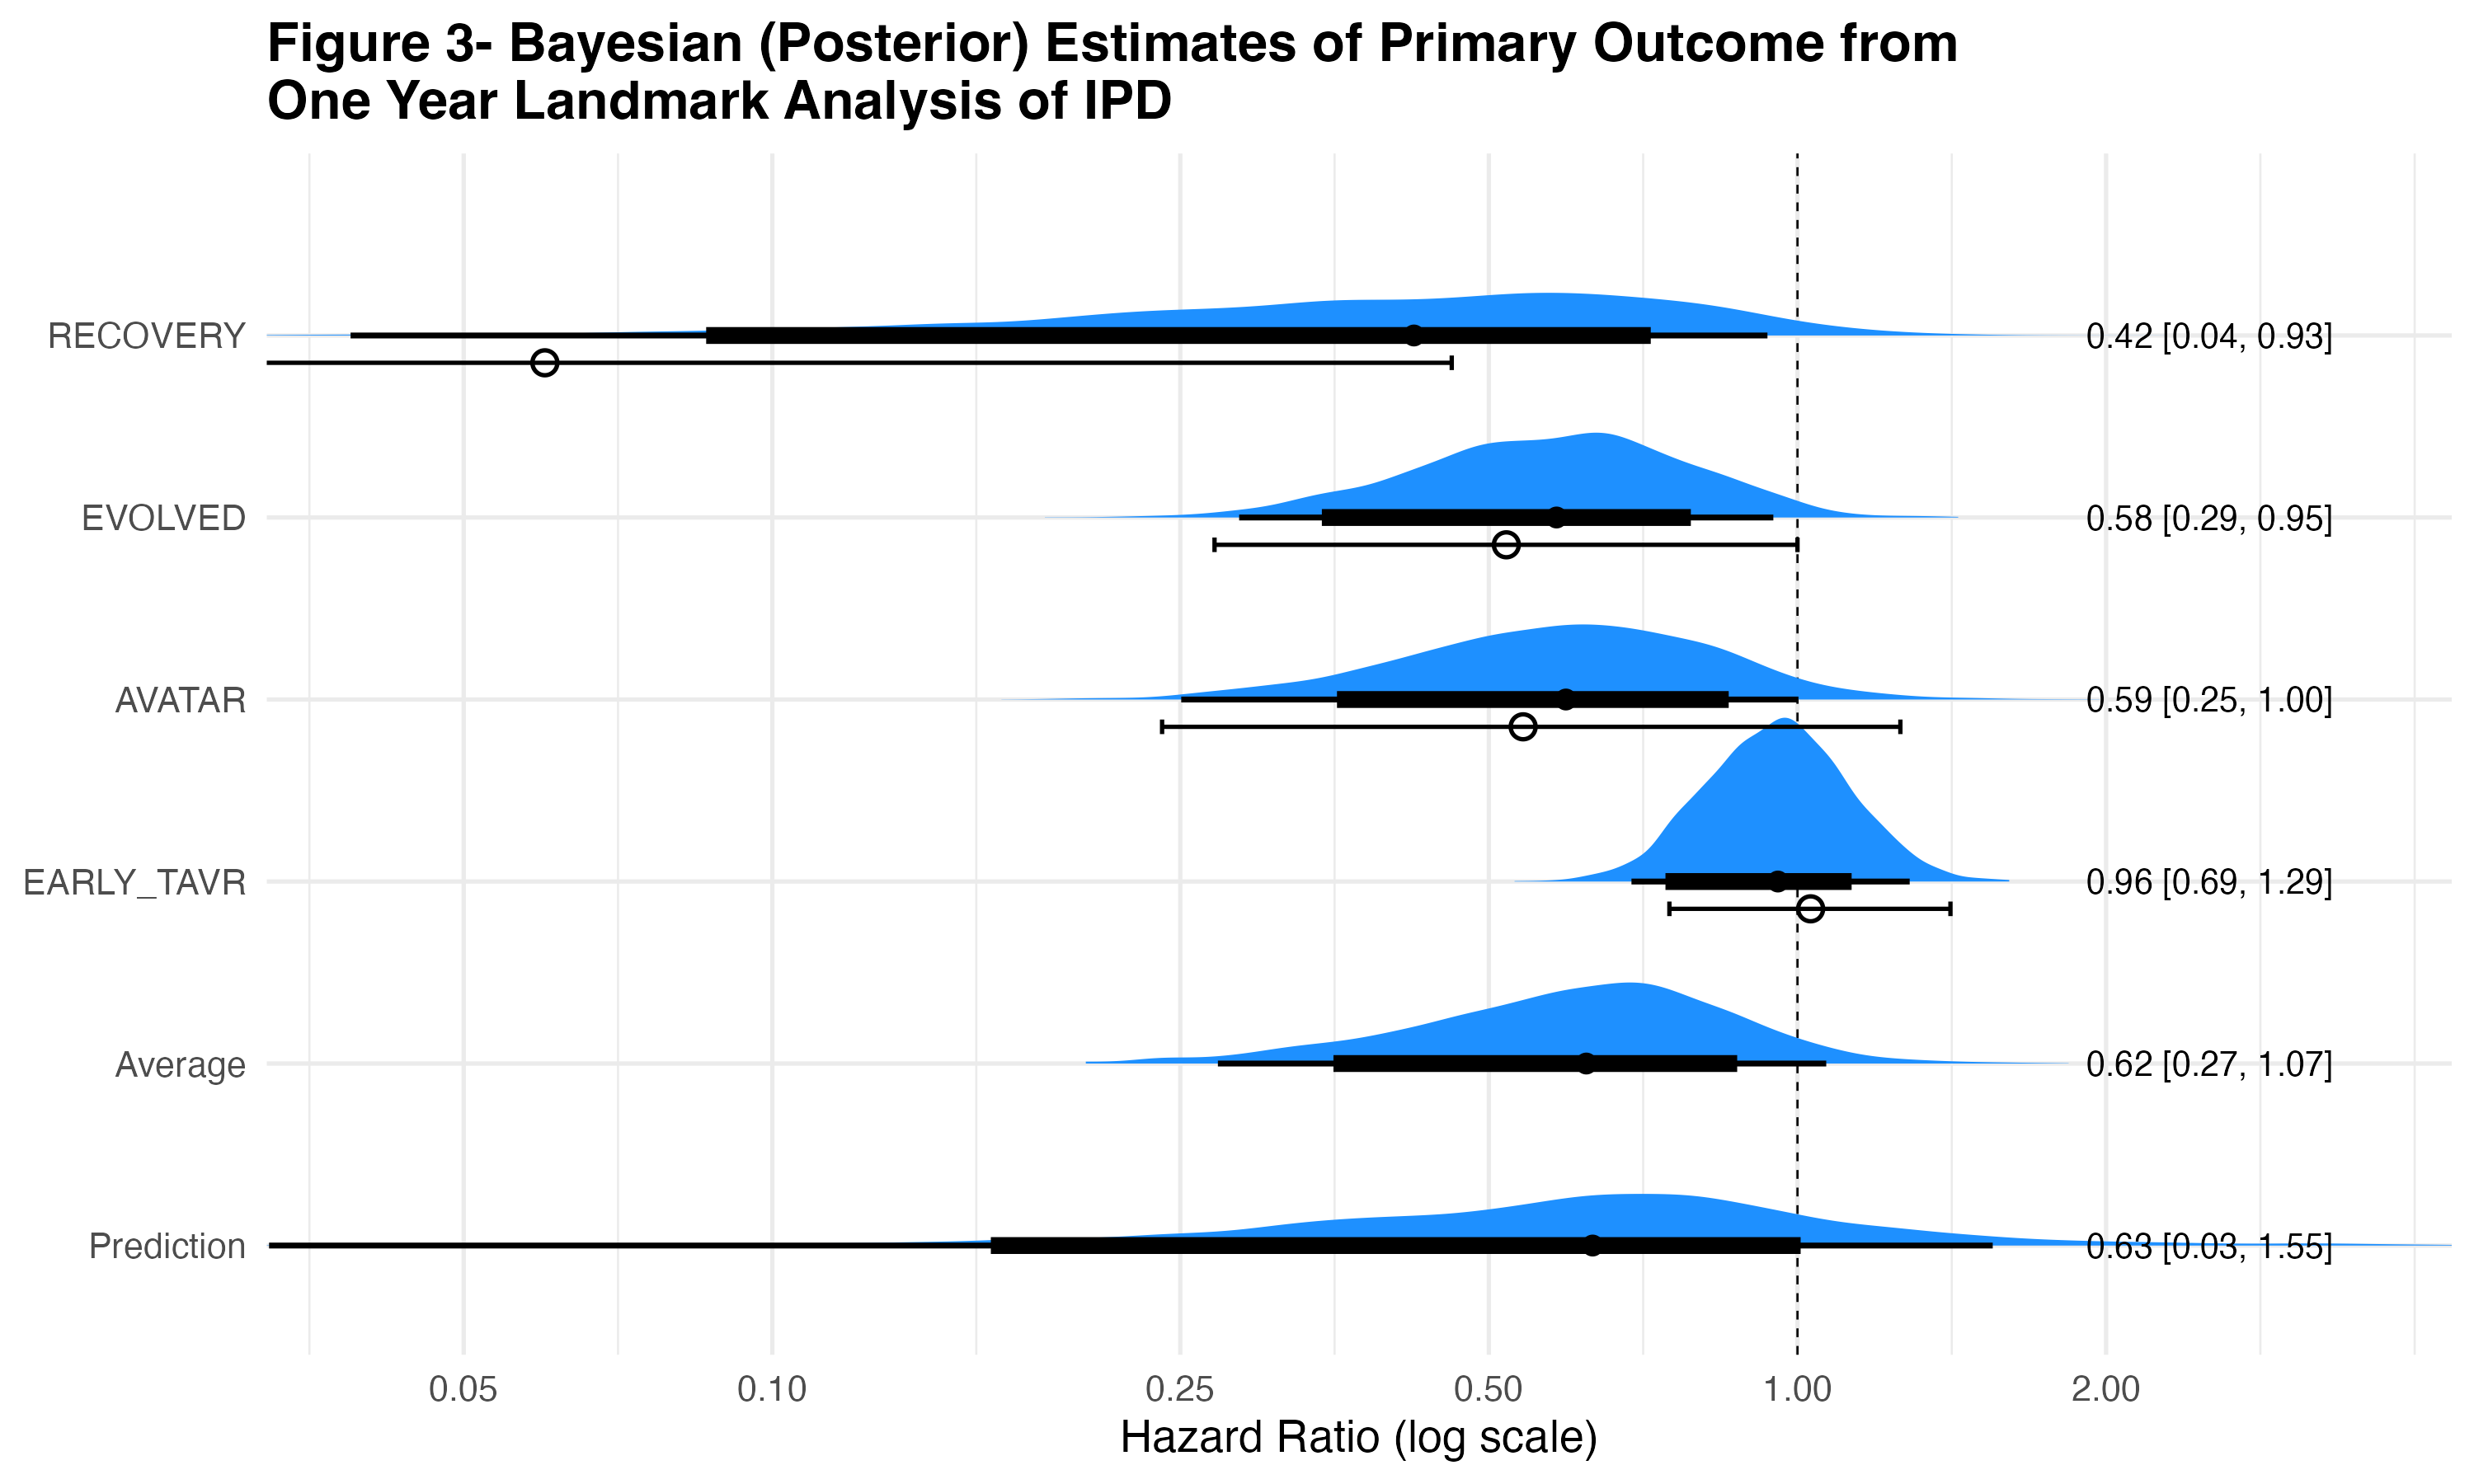 Figure 3- Bayesian (Posterior) Estimates of Primary Outcome from
One Year Landmark Analysis of IPD
RECOVERY 0.42 [0.04, 0.93]
EVOLVED 0.58 [0.29, 0.95]
AVATAR 0.59 [0.25, 1.00]
EARLY_TAVR 0.96 [0.69, 1.29]
Average 0.62 [0.27, 1.07]
Prediction 0.63 [0.03, 1.55]
0.05 0.10 0.25 0.50 1.00 2.00
Hazard Ratio (log scale)